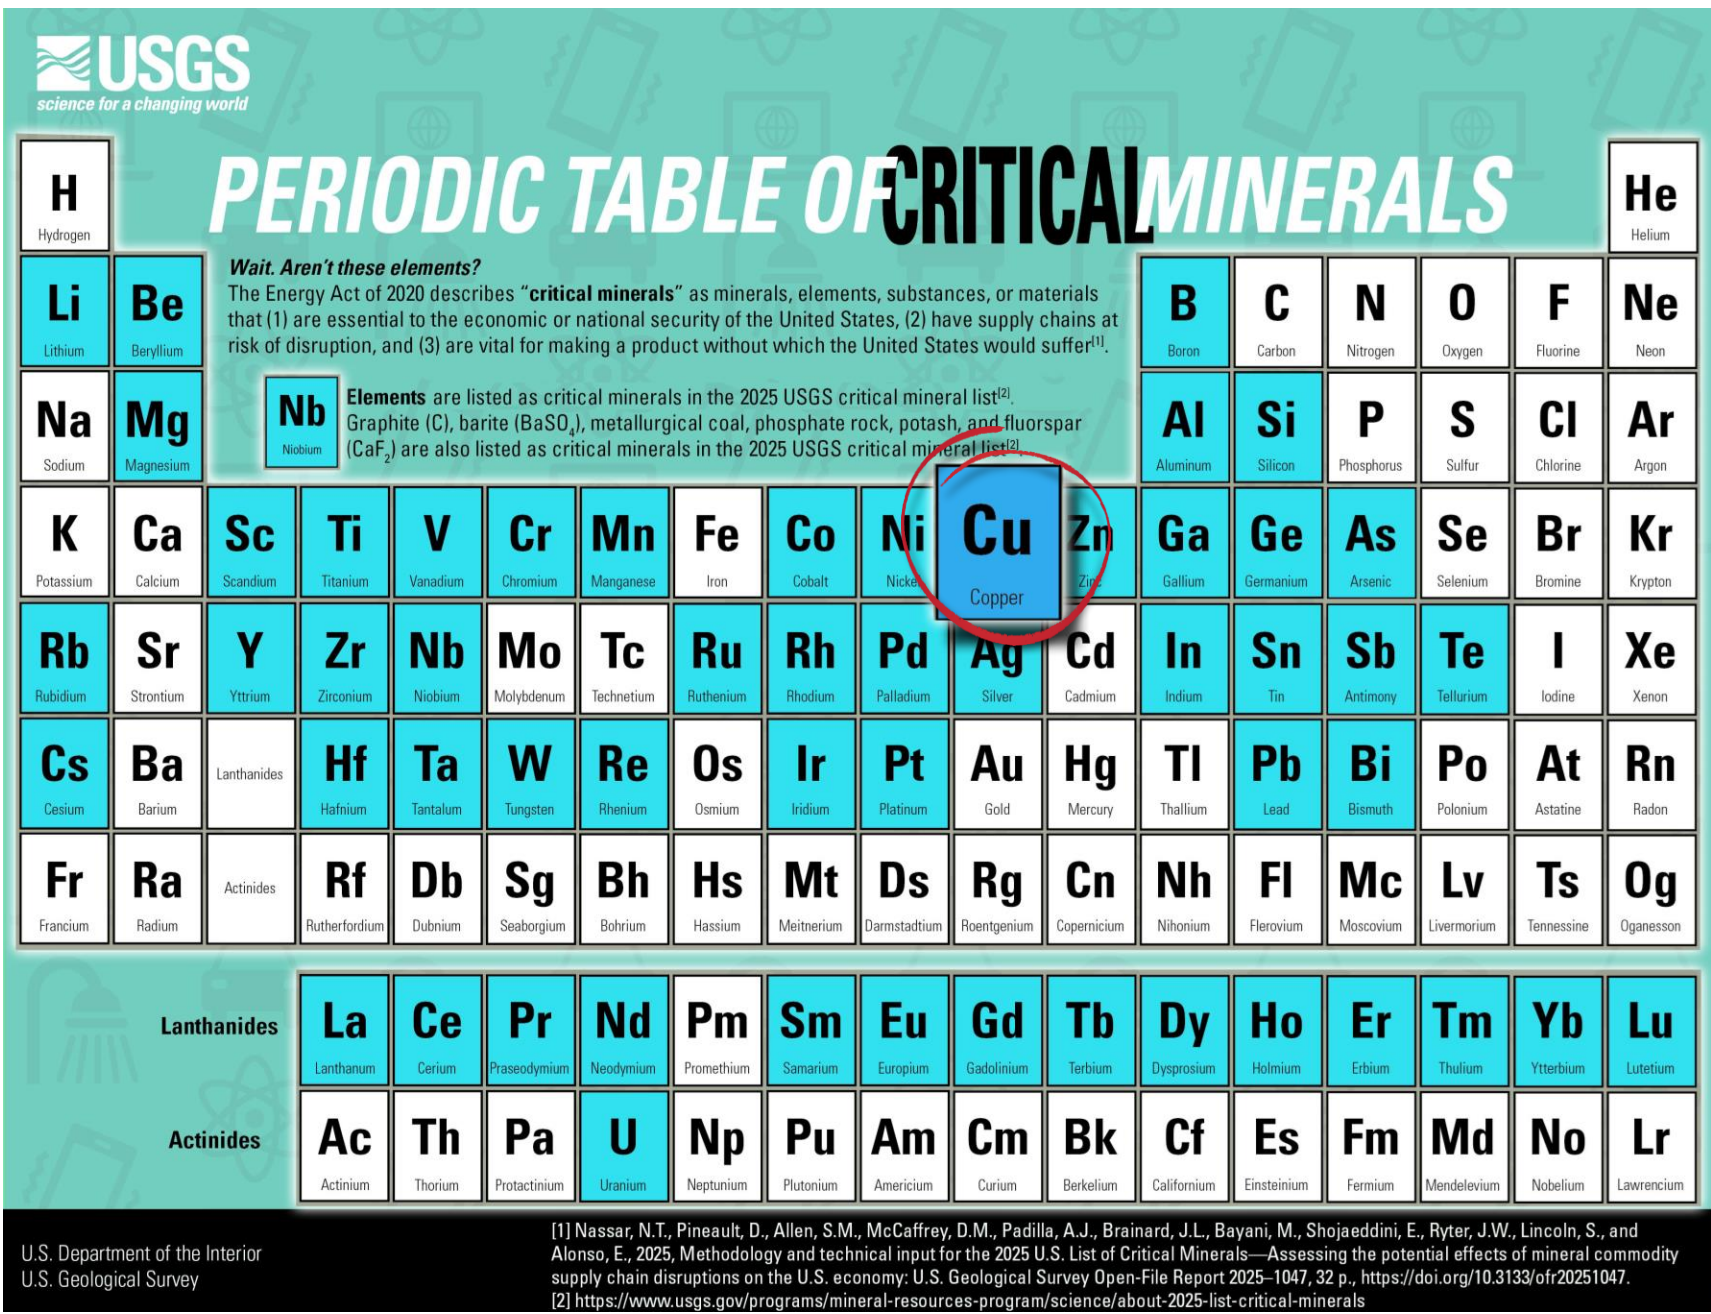 USGS
science for a changing world
PERIODIC TABLE OF CRITICAL MINERALS
H
Hydrogen
He
Helium
Wait. Aren't these elements?
The Energy Act of 2020 describes "critical minerals" as minerals, elements, substances, or materials
that (1) are essential to the economic or national security of the United States, (2) have supply chains at
risk of disruption, and (3) are vital for making a product without which the United States would suffer[1].
Nb
Niobium
Elements are listed as critical minerals in the 2025 USGS critical mineral list[2].
Graphite (C), barite (BaSO4), metallurgical coal, phosphate rock, potash, and fluorspar
(CaF2) are also listed as critical minerals in the 2025 USGS critical mineral list[2].
Li Be B C N O F Ne
Lithium Beryllium Boron Carbon Nitrogen Oxygen Fluorine Neon
Na Mg Al Si P S Cl Ar
Sodium Magnesium Aluminum Silicon Phosphorus Sulfur Chlorine Argon
K Ca Sc Ti V Cr Mn Fe Co Ni Cu Zn Ga Ge As Se Br Kr
Potassium Calcium Scandium Titanium Vanadium Chromium Manganese Iron Cobalt Nickel Copper Zinc Gallium Germanium Arsenic Selenium Bromine Krypton
Rb Sr Y Zr Nb Mo Tc Ru Rh Pd Ag Cd In Sn Sb Te I Xe
Rubidium Strontium Yttrium Zirconium Niobium Molybdenum Technetium Ruthenium Rhodium Palladium Silver Cadmium Indium Tin Antimony Tellurium Iodine Xenon
Cs Ba Lanthanides Hf Ta W Re Os Ir Pt Au Hg Tl Pb Bi Po At Rn
Cesium Barium Hafnium Tantalum Tungsten Rhenium Osmium Iridium Platinum Gold Mercury Thallium Lead Bismuth Polonium Astatine Radon
Fr Ra Actinides Rf Db Sg Bh Hs Mt Ds Rg Cn Nh Fl Mc Lv Ts Og
Francium Radium Rutherfordium Dubnium Seaborgium Bohrium Hassium Meitnerium Darmstadtium Roentgenium Copernicium Nihonium Flerovium Moscovium Livermorium Tennessine Oganesson
Lanthanides La Ce Pr Nd Pm Sm Eu Gd Tb Dy Ho Er Tm Yb Lu
Lanthanum Cerium Praseodymium Neodymium Promethium Samarium Europium Gadolinium Terbium Dysprosium Holmium Erbium Thulium Ytterbium Lutetium
Actinides Ac Th Pa U Np Pu Am Cm Bk Cf Es Fm Md No Lr
Actinium Thorium Protactinium Uranium Neptunium Plutonium Americium Curium Berkelium Californium Einsteinium Fermium Mendelevium Nobelium Lawrencium
U.S. Department of the Interior
U.S. Geological Survey
[1] Nassar, N.T., Pineault, D., Allen, S.M., McCaffrey, D.M., Padilla, A.J., Brainard, J.L., Bayani, M., Shojaeddini, E., Ryter, J.W., Lincoln, S., and
Alonso, E., 2025, Methodology and technical input for the 2025 U.S. List of Critical Minerals—Assessing the potential effects of mineral commodity
supply chain disruptions on the U.S. economy: U.S. Geological Survey Open-File Report 2025–1047, 32 p., https://doi.org/10.3133/ofr20251047.
[2] https://www.usgs.gov/programs/mineral-resources-program/science/about-2025-list-critical-minerals